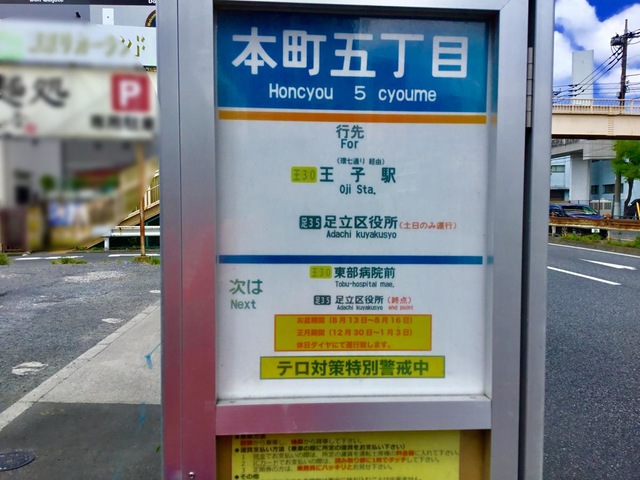 本町五丁目
Honcyou 5 cyoume
行先
For
(環七通り 経由)
王30 王子駅
Oji Sta.
足35 足立区役所(土日のみ運行)
Adachi kuyakusyo
次は
Next
王30 東部病院前
Tobu-hospital mae.
足35 足立区役所(終点)
Adachi kuyakusyo end point
お盆期間(8月13日~8月16日)
正月期間(12月30日~1月3日)
休日ダイヤにて運行致します。
テロ対策特別警戒中
P